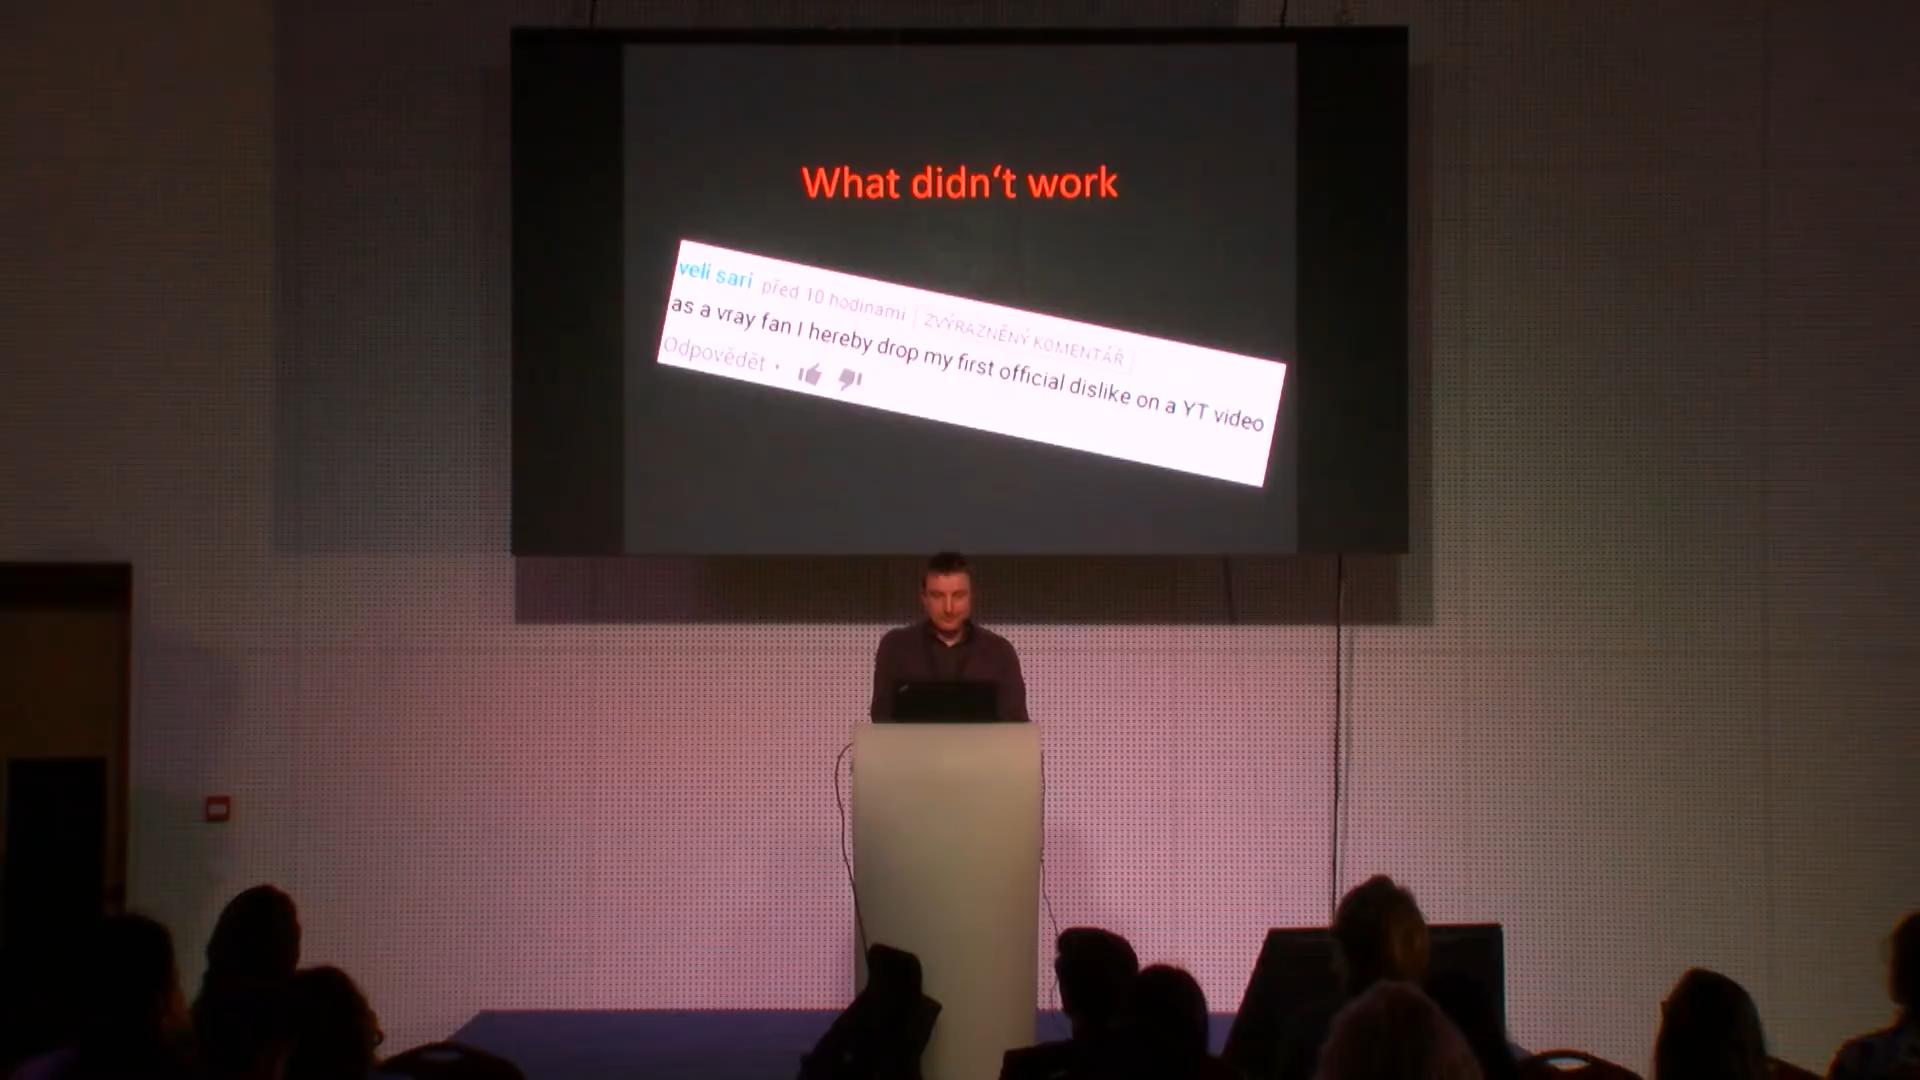 What didn‘t work
veli sari před 10 hodinami ZVÝRAZNĚNÝ KOMENTÁŘ
as a vray fan I hereby drop my first official dislike on a YT video
Odpovědět •